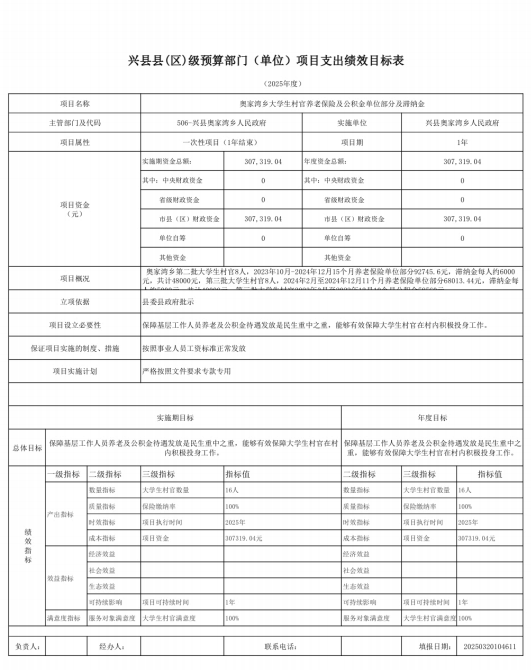 兴县县(区)级预算部门（单位）项目支出绩效目标表
（2025年度）
项目名称 奥家湾乡大学生村官养老保险及公积金单位部分及滞纳金
主管部门及代码 506-兴县奥家湾乡人民政府 实施单位 兴县奥家湾乡人民政府
项目属性 一次性项目（1年结束） 项目期 1年
项目资金（元） 实施期资金总额: 307,319.04 年度资金总额: 307,319.04
其中：中央财政资金 0 其中：中央财政资金 0
省级财政资金 0 省级财政资金 0
市县（区）财政资金 307,319.04 市县（区）财政资金 307,319.04
单位自筹 0 单位自筹 0
其他资金 其他资金
项目概况 奥家湾乡第二批大学生村官8人，2023年10月-2024年12月15个月养老保险单位部分92745.6元，滞纳金每人约6000
元，共计48000元，第三批大学生村官8人，2024年2月至2024年12月11个月养老保险单位部分68013.44元，滞纳金每
立项依据 县委县政府批示
项目设立必要性 保障基层工作人员养老及公积金待遇发放是民生重中之重，能够有效保障大学生村官在村内积极投身工作。
保证项目实施的制度、措施 按照事业人员工资标准正常发放
项目实施计划 严格按照文件要求专款专用
实施期目标 年度目标
总体目标 保障基层工作人员养老及公积金待遇发放是民生重中之重，能够有效保障大学生村官在村内积极投身工作。 保障基层工作人员养老及公积金待遇发放是民生重中之重，能够有效保障大学生村官在村内积极投身工作。
绩效指标 一级指标 二级指标 三级指标 指标值 二级指标 三级指标 指标值
产出指标 数量指标 大学生村官数量 16人 数量指标 大学生村官数量 16人
质量指标 保险缴纳率 100% 质量指标 保险缴纳率 100%
时效指标 项目执行时间 2025年 时效指标 项目执行时间 2025年
成本指标 项目资金 307319.04元 成本指标 项目资金 307319.04元
效益指标 经济效益 经济效益
社会效益 社会效益
生态效益 生态效益
可持续影响 项目可持续时间 1年 可持续影响 项目可持续时间 1年
满意度指标 服务对象满意度 大学生村官满意度 100% 服务对象满意度 大学生村官满意度 100%
负责人： 经办人： 联系电话： 填报日期： 20250320104611